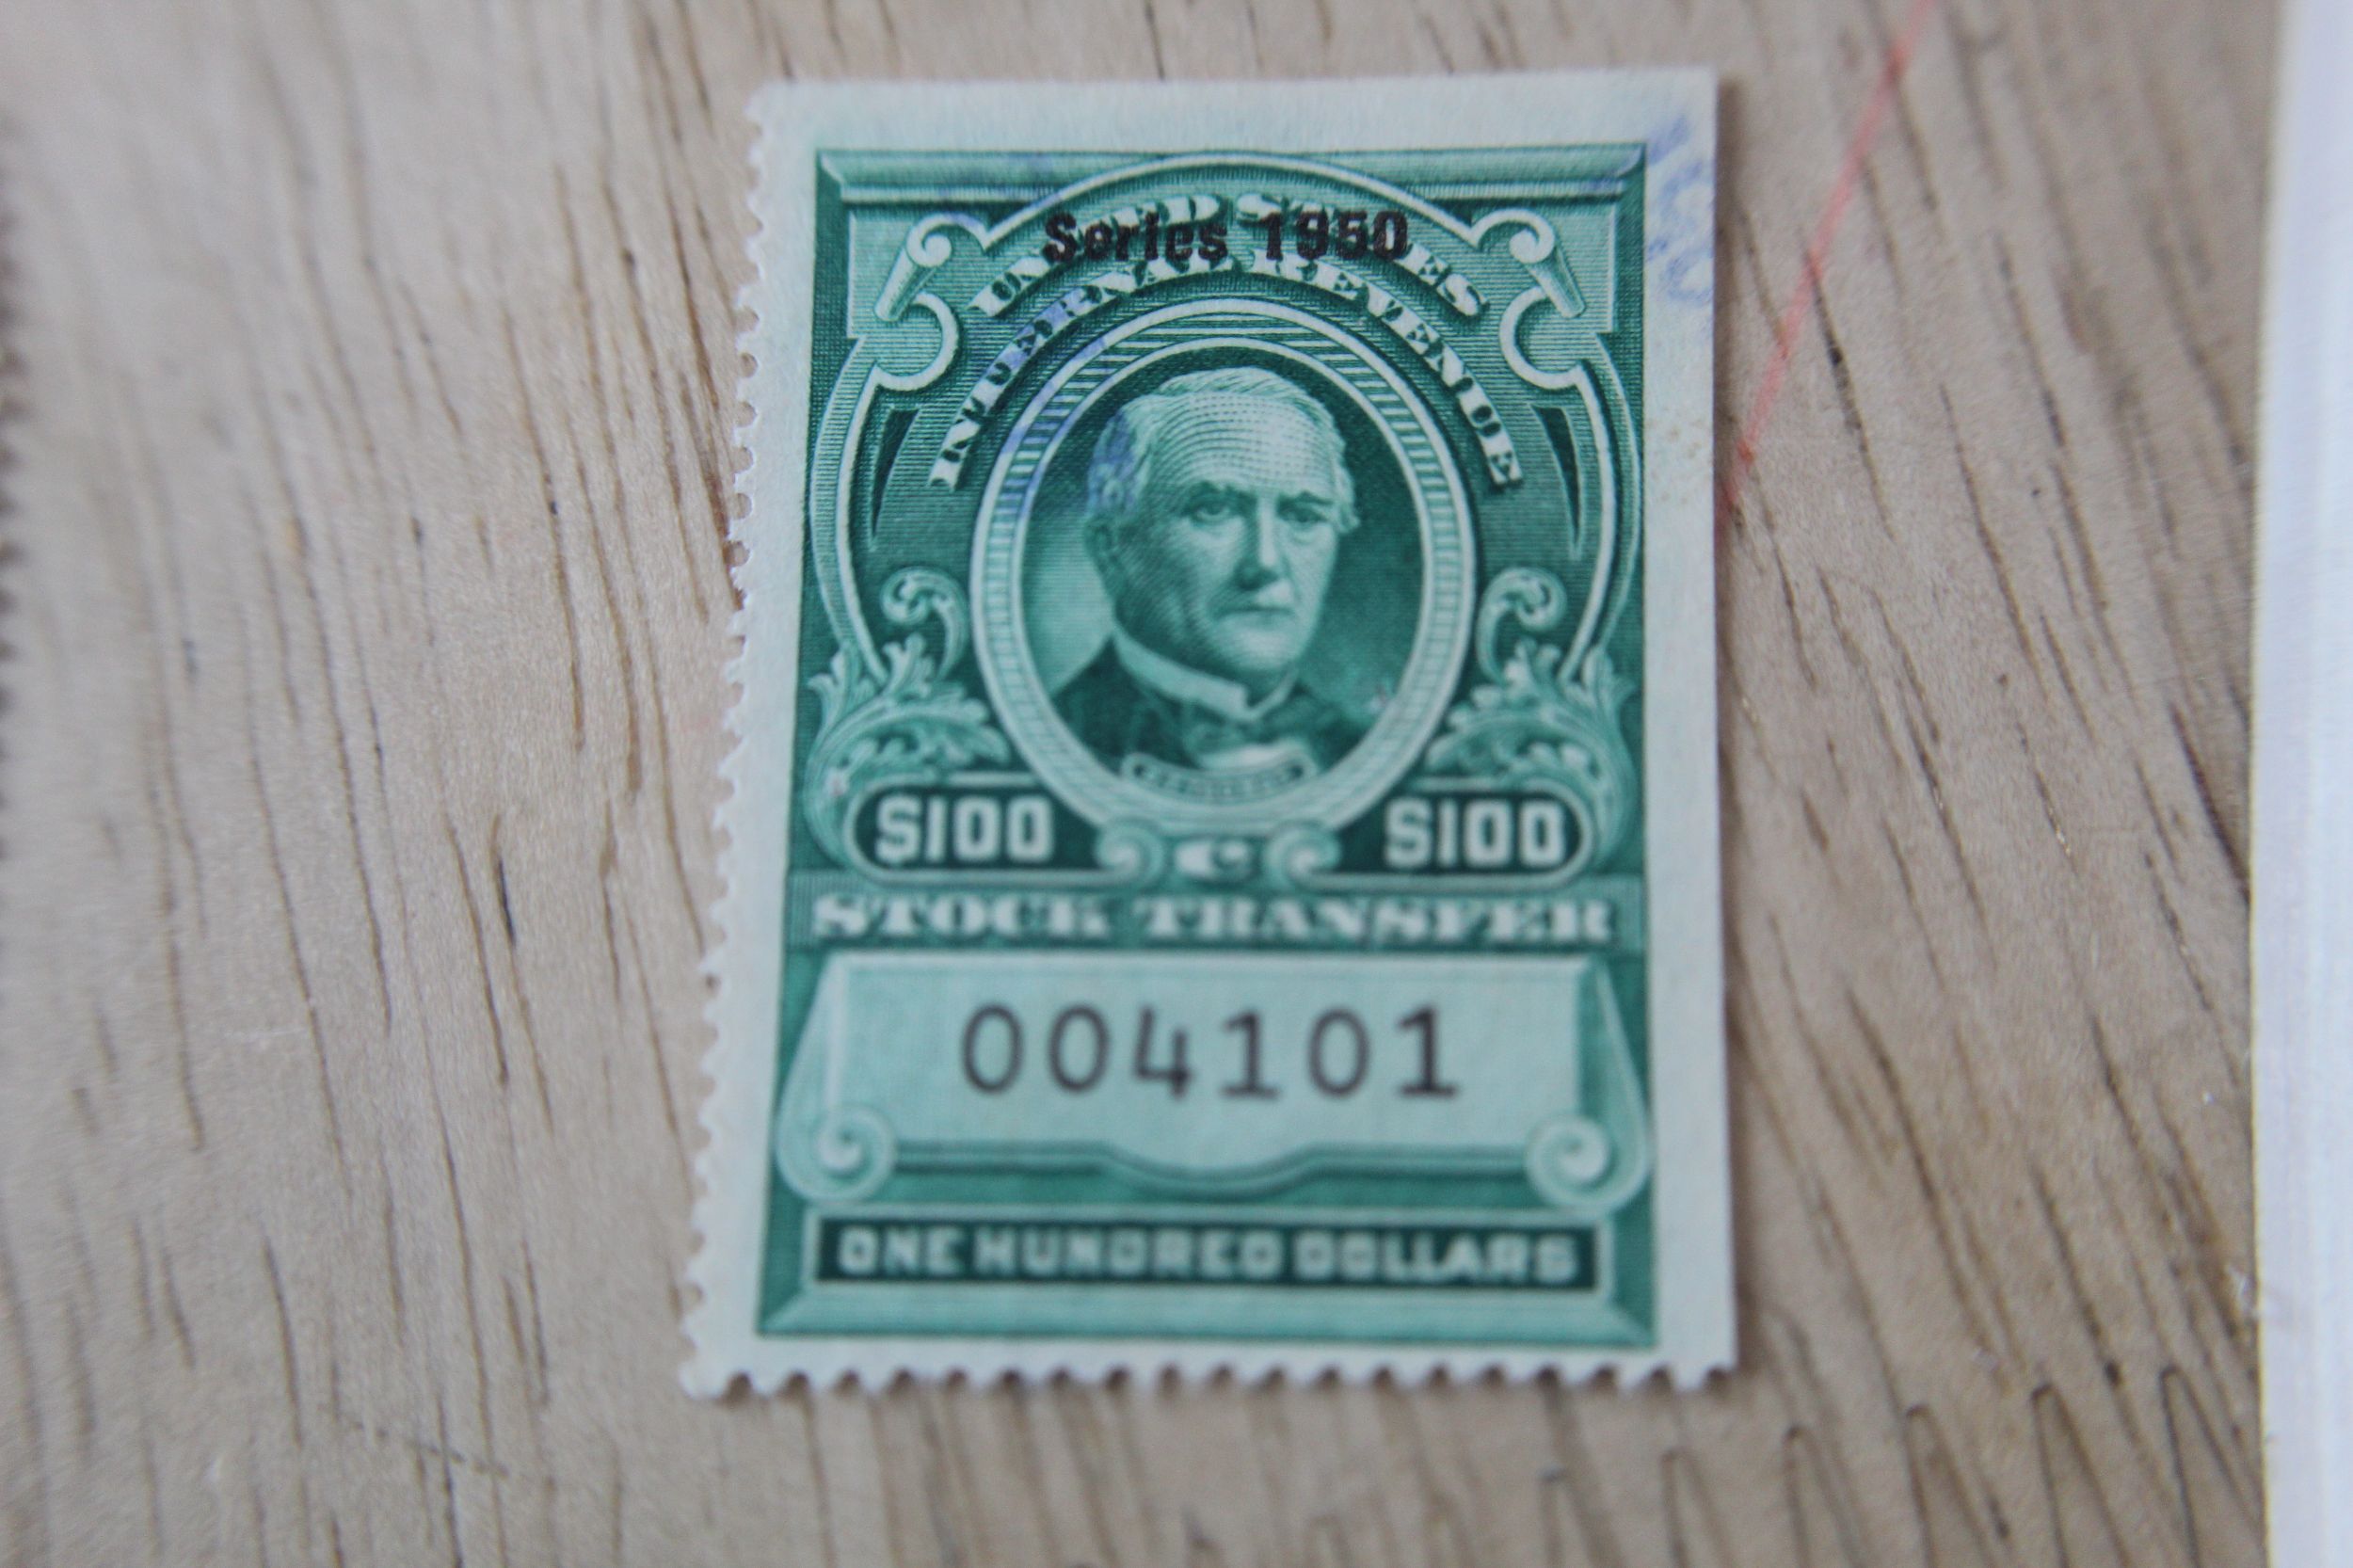 Series 1950
UNITED STATES
INTERNAL REVENUE
$100 $100
STOCK TRANSFER
004101
ONE HUNDRED DOLLARS